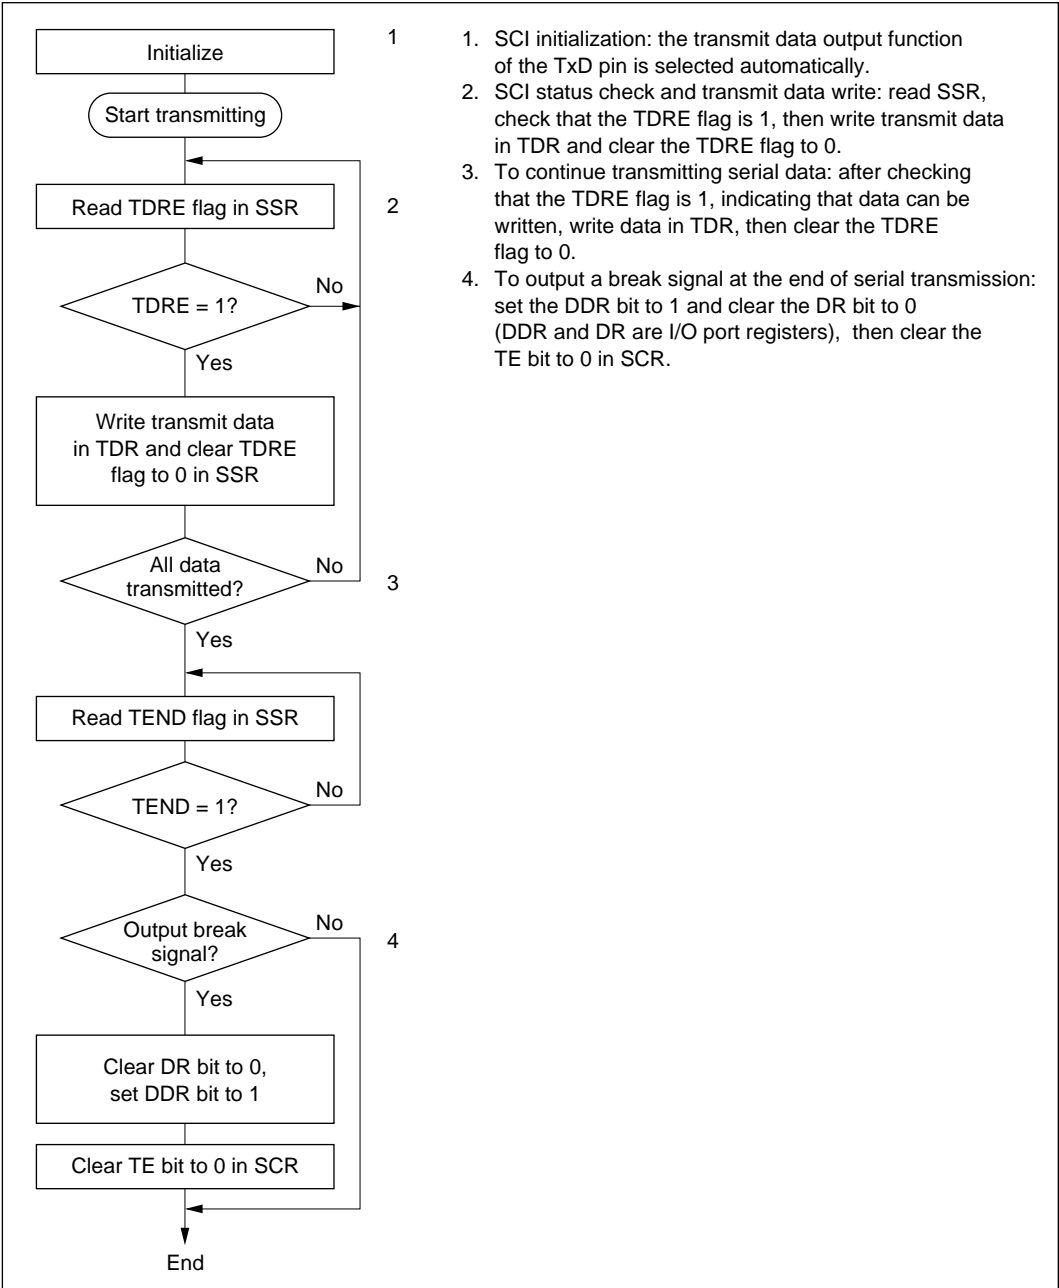 Initialize
1
Start transmitting
Read TDRE flag in SSR
2
TDRE = 1?
No
Yes
Write transmit data
in TDR and clear TDRE
flag to 0 in SSR
All data
transmitted?
No
3
Yes
Read TEND flag in SSR
TEND = 1?
No
Yes
Output break
signal?
No
4
Yes
Clear DR bit to 0,
set DDR bit to 1
Clear TE bit to 0 in SCR
End
1. SCI initialization: the transmit data output function
of the TxD pin is selected automatically.
2. SCI status check and transmit data write: read SSR,
check that the TDRE flag is 1, then write transmit data
in TDR and clear the TDRE flag to 0.
3. To continue transmitting serial data: after checking
that the TDRE flag is 1, indicating that data can be
written, write data in TDR, then clear the TDRE
flag to 0.
4. To output a break signal at the end of serial transmission:
set the DDR bit to 1 and clear the DR bit to 0
(DDR and DR are I/O port registers), then clear the
TE bit to 0 in SCR.